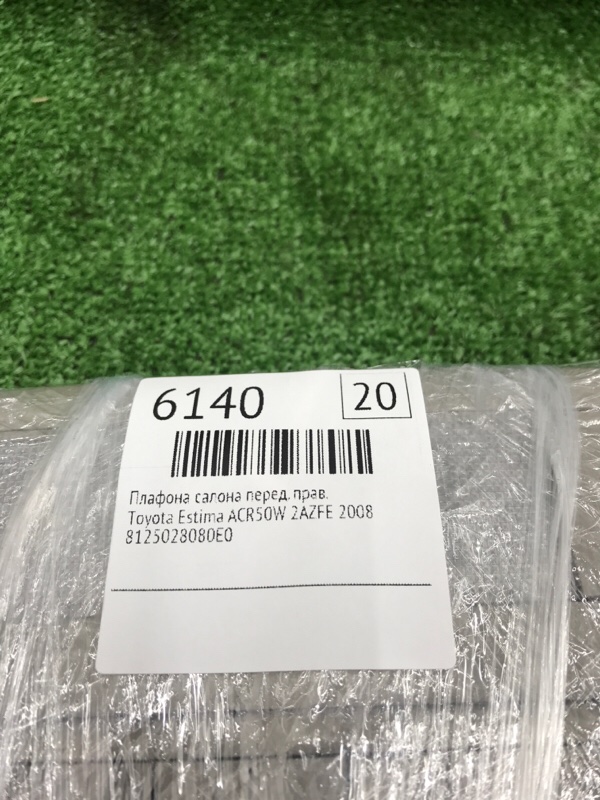 6140 20
Плафона салона перед. прав.
Toyota Estima ACR50W 2AZFE 2008
8125028080E0